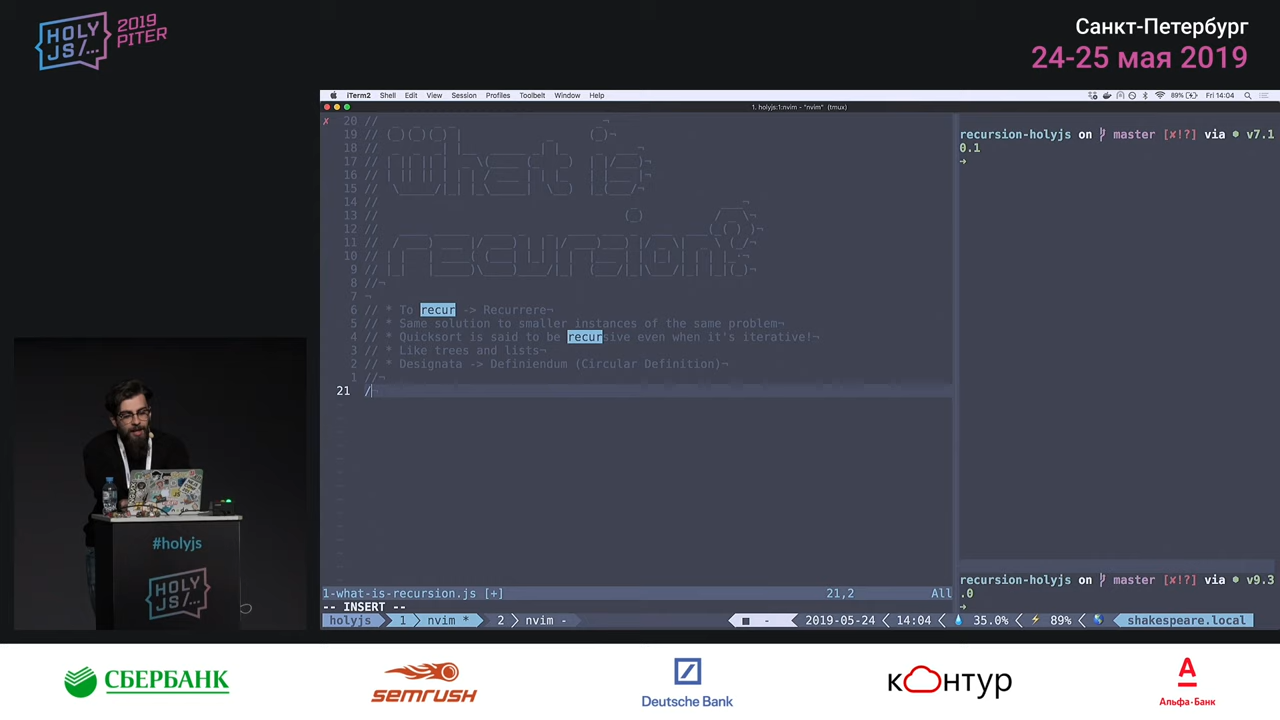 HOLY
JS/...
2019
PITER
Санкт-Петербург
24-25 мая 2019
iTerm2 Shell Edit View Session Profiles Toolbelt Window Help
89% Fri 14:04
1. holyjs:1:nvim - "nvim" (tmux)
What is
recursion?
// * To recur -> Recurrere¬
// * Same solution to smaller instances of the same problem¬
// * Quicksort is said to be recursive even when it's iterative!¬
// * Like trees and lists¬
// * Designata -> Definiendum (Circular Definition)¬
//¬
21 /
recursion-holyjs on master [✘!?] via v7.1
0.1
➜
1-what-is-recursion.js [+] 21,2 All
-- INSERT --
holyjs 1 nvim * 2 nvim -
2019-05-24 14:04 35.0% 89% shakespeare.local
recursion-holyjs on master [✘!?] via v9.3
.0
➜
#holyjs
HOLY
JS/...
СБЕРБАНК
semrush
Deutsche Bank
контур
А
Альфа·Банк